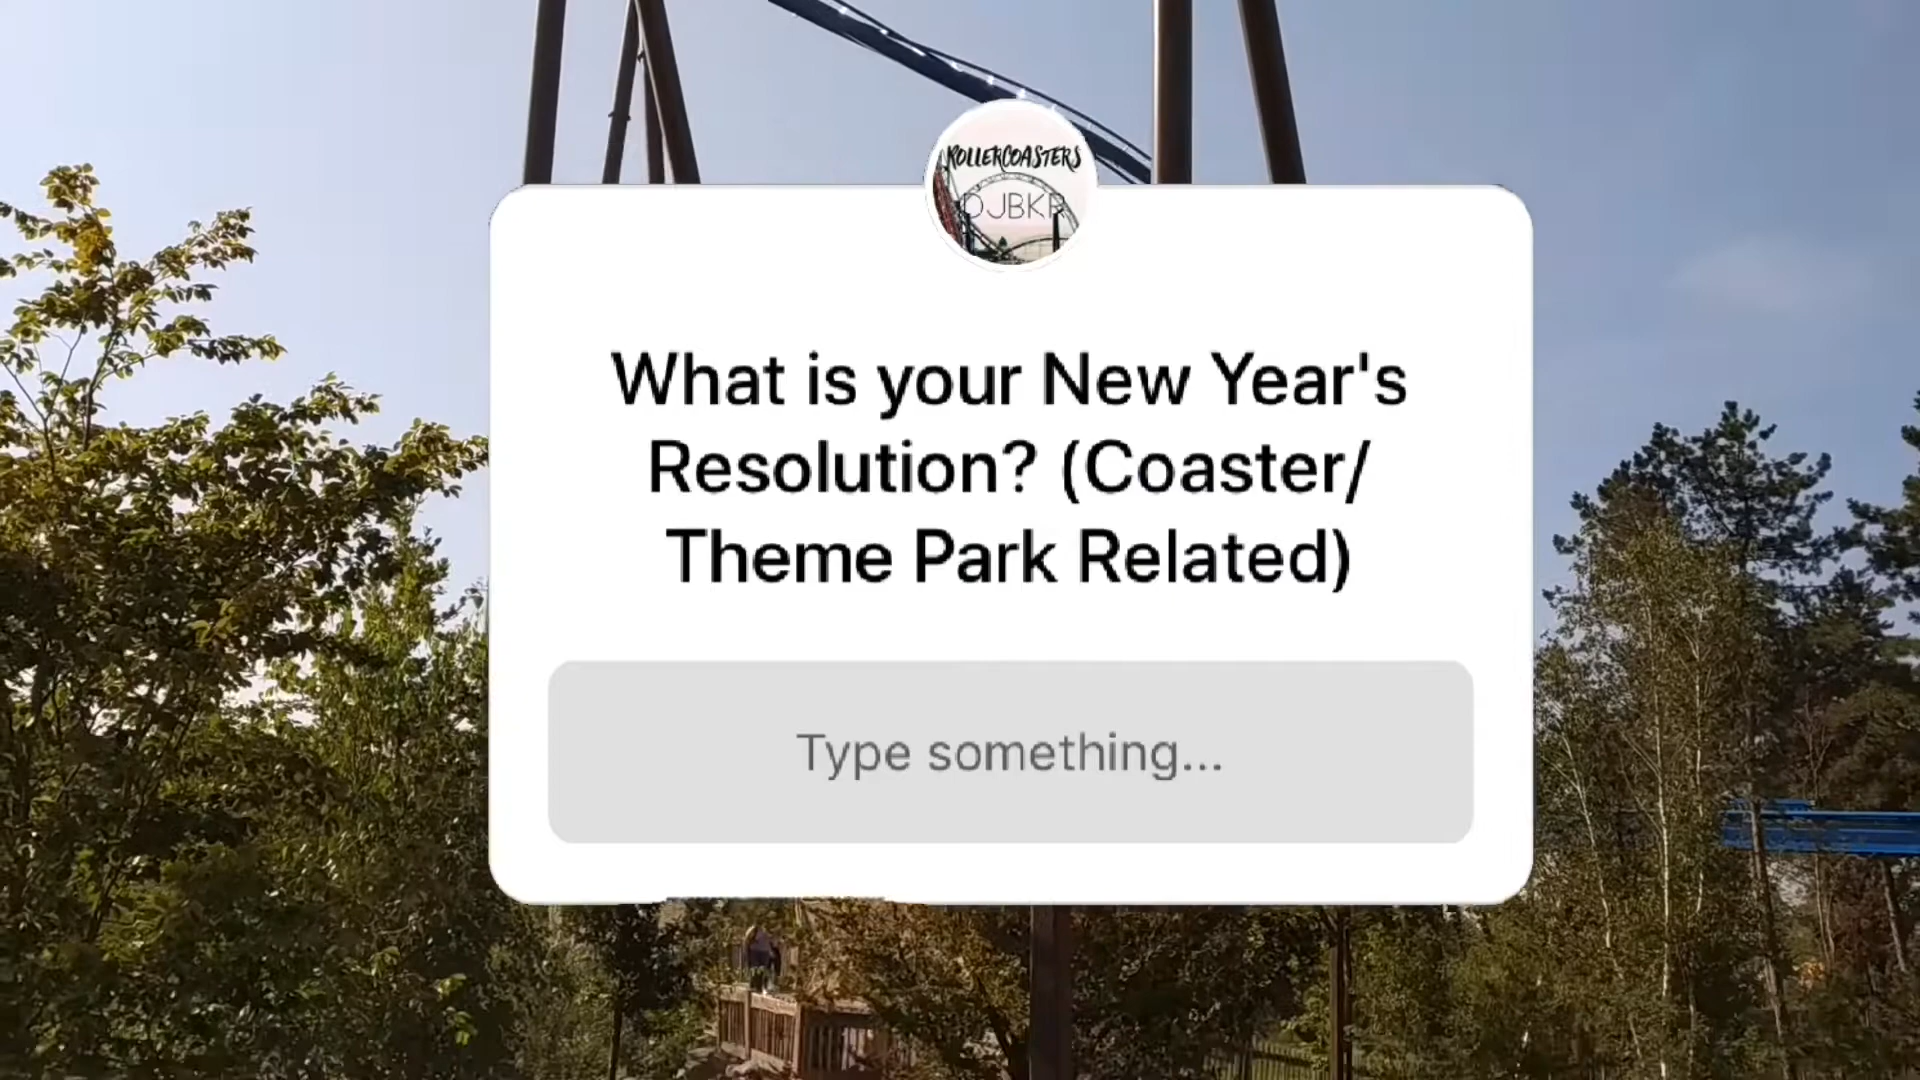 ROLLERCOASTERS
DJBKR
What is your New Year's
Resolution? (Coaster/
Theme Park Related)
Type something...